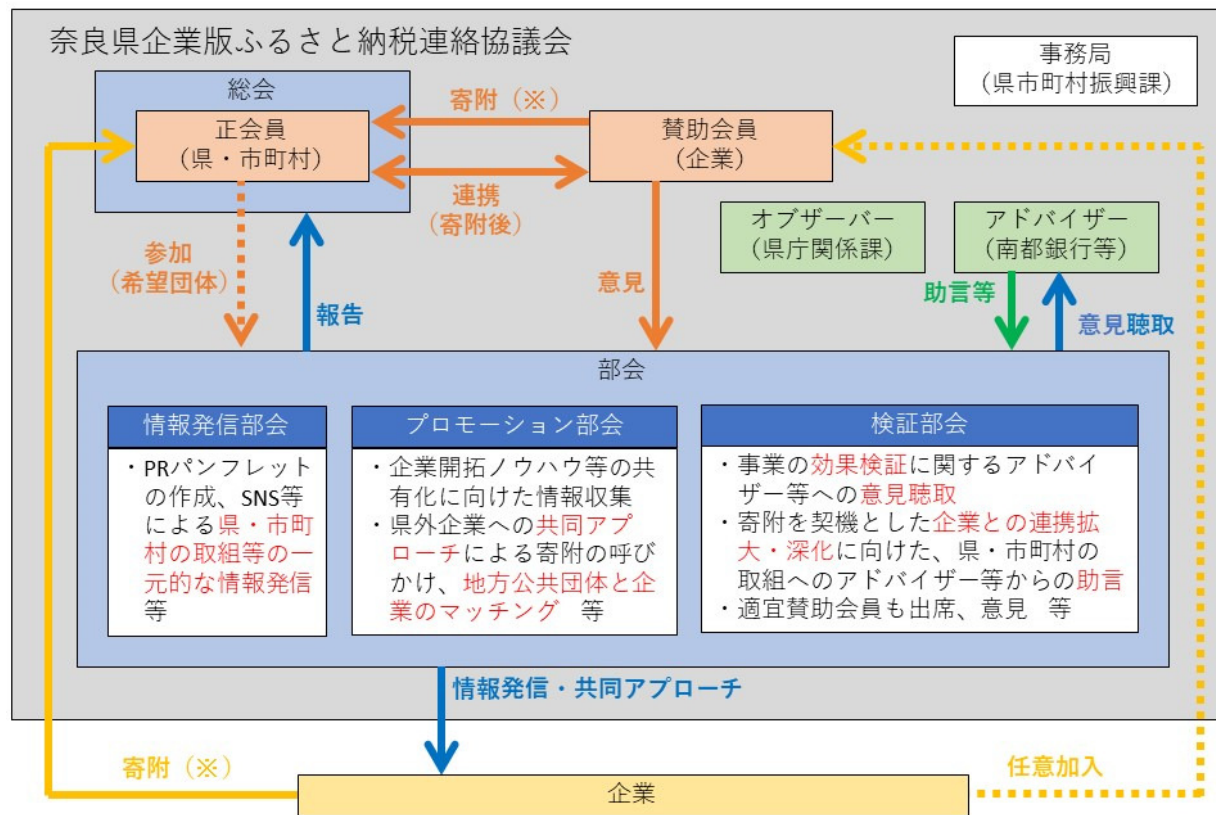 奈良県企業版ふるさと納税連絡協議会
事務局
(県市町村振興課)
総会
正会員
(県・市町村)
寄附(※)
賛助会員
(企業)
連携
(寄附後)
オブザーバー
(県庁関係課)
アドバイザー
(南都銀行等)
参加
(希望団体)
報告
意見
助言等
意見聴取
部会
情報発信部会
・PRパンフレット
の作成、SNS等
による県・市町
村の取組等の一
元的な情報発信
等
プロモーション部会
・企業開拓ノウハウ等の共
有化に向けた情報収集
・県外企業への共同アプ
ローチによる寄附の呼び
かけ、地方公共団体と企
業のマッチング 等
検証部会
・事業の効果検証に関するアドバイ
ザー等への意見聴取
・寄附を契機とした企業との連携拡
大・深化に向けた、県・市町村の
取組へのアドバイザー等からの助言
・適宜賛助会員も出席、意見 等
情報発信・共同アプローチ
寄附(※)
任意加入
企業